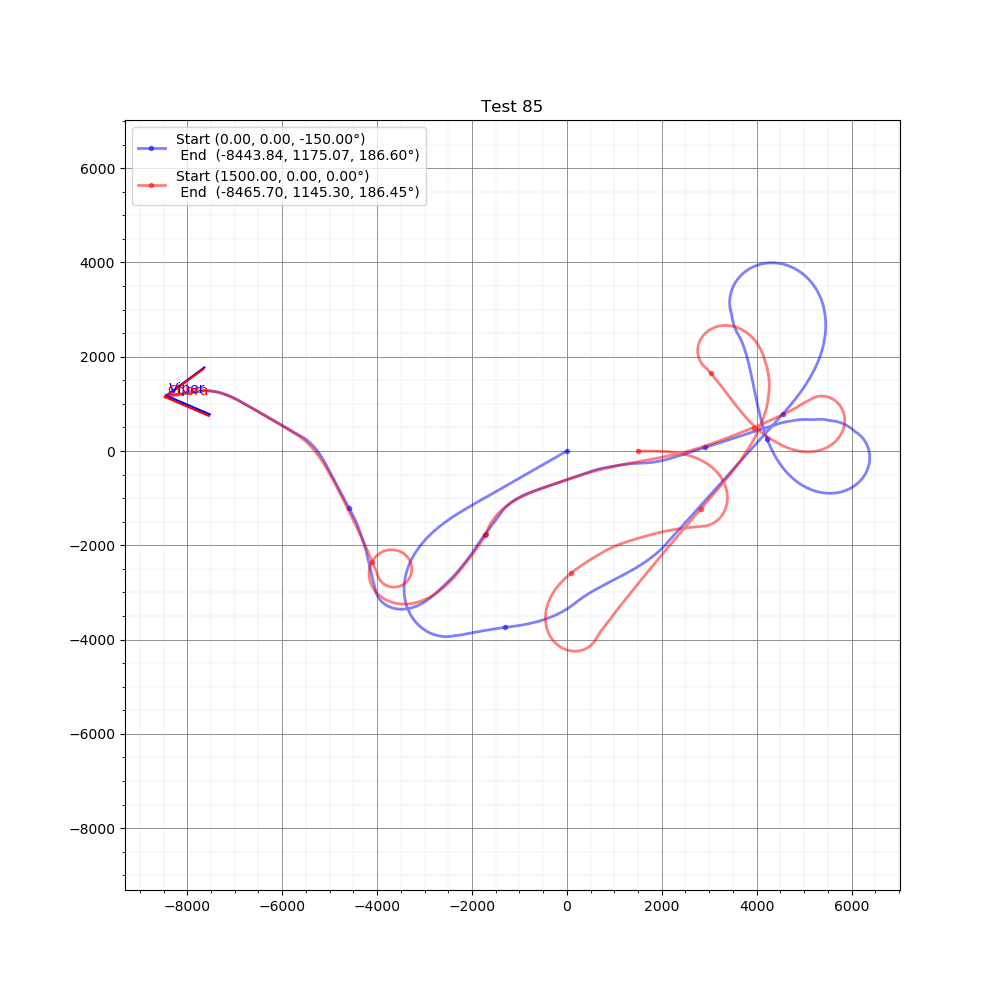 Test 85
Start (0.00, 0.00, -150.00°)
End (-8443.84, 1175.07, 186.60°)
Start (1500.00, 0.00, 0.00°)
End (-8465.70, 1145.30, 186.45°)
6000
4000
2000
0
−2000
−4000
−6000
−8000
−8000 −6000 −4000 −2000 0 2000 4000 6000